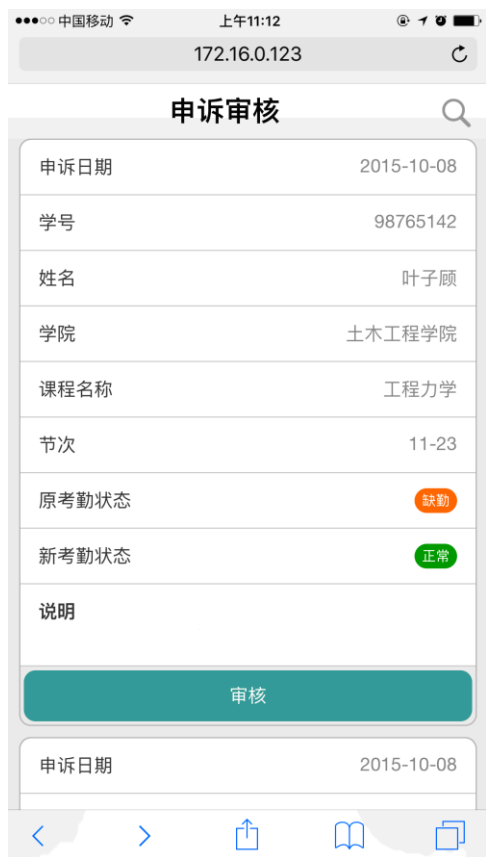 中国移动 上午11:12
172.16.0.123
申诉审核
申诉日期 2015-10-08
学号 98765142
姓名 叶子顾
学院 土木工程学院
课程名称 工程力学
节次 11-23
原考勤状态 缺勤
新考勤状态 正常
说明
审核
申诉日期 2015-10-08